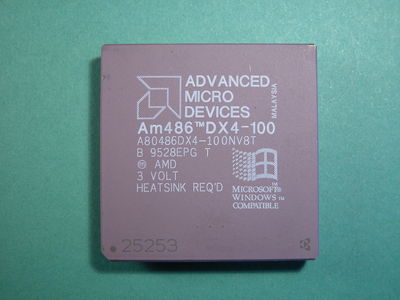 ADVANCED
MICRO
DEVICES
MALAYSIA
Am486™DX4-100
A80486DX4-100NV8T
B 9528EPG T
Ⓜ AMD
3 VOLT
HEATSINK REQ'D
MICROSOFT®
WINDOWS™
COMPATIBLE
25253